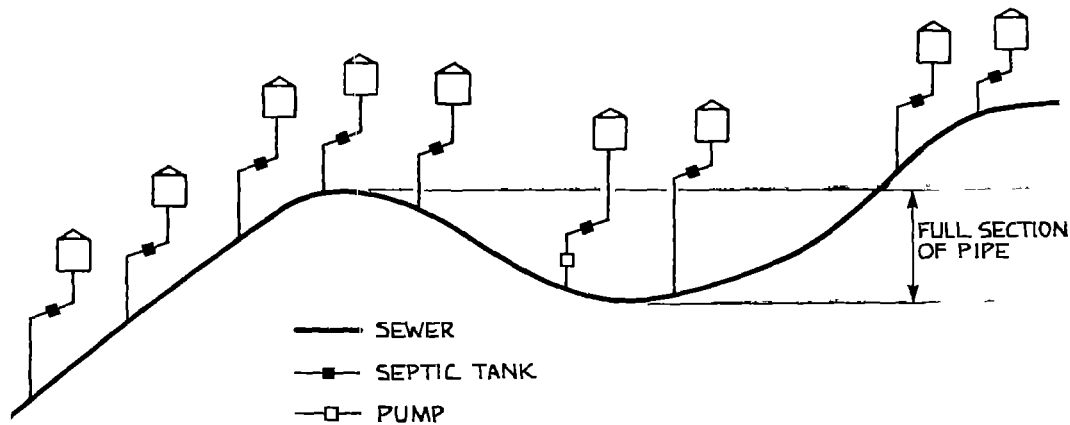 FULL SECTION
OF PIPE
SEWER
SEPTIC TANK
PUMP